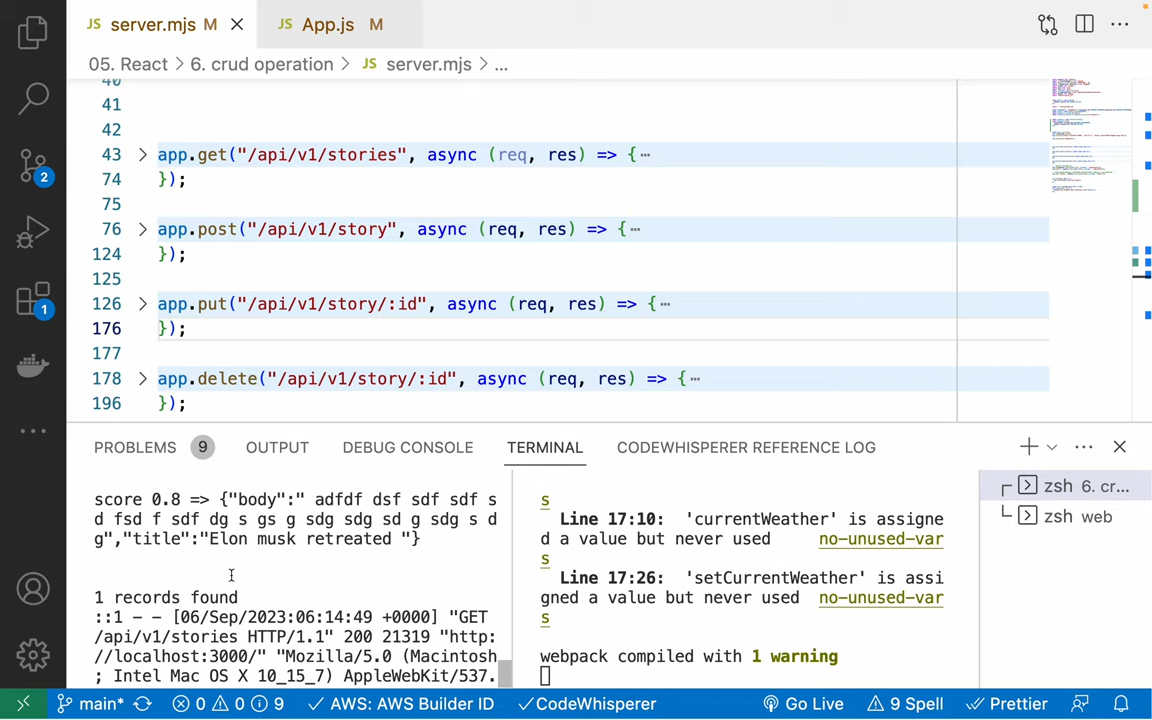 JS server.mjs M
JS App.js M
05. React > 6. crud operation > JS server.mjs > ...
40
41
42
43 > app.get("/api/v1/stories", async (req, res) => {⋯
74 });
75
76 > app.post("/api/v1/story", async (req, res) => {⋯
124 });
125
126 > app.put("/api/v1/story/:id", async (req, res) => {⋯
176 });
177
178 > app.delete("/api/v1/story/:id", async (req, res) => {⋯
196 });
2
1
PROBLEMS 9 OUTPUT DEBUG CONSOLE TERMINAL CODEWHISPERER REFERENCE LOG
score 0.8 => {"body":" adfdf dsf sdf sdf s
d fsd f sdf dg s gs g sdg sdg sd g sdg s d
g","title":"Elon musk retreated "}
1 records found
::1 - - [06/Sep/2023:06:14:49 +0000] "GET
/api/v1/stories HTTP/1.1" 200 21319 "http:
//localhost:3000/" "Mozilla/5.0 (Macintosh
; Intel Mac OS X 10_15_7) AppleWebKit/537.
s
Line 17:10: 'currentWeather' is assigne
d a value but never used no-unused-var
s
Line 17:26: 'setCurrentWeather' is assi
gned a value but never used no-unused-var
s
webpack compiled with 1 warning
zsh 6. cr...
zsh web
main* 0 0 9 AWS: AWS Builder ID CodeWhisperer Go Live 9 Spell Prettier